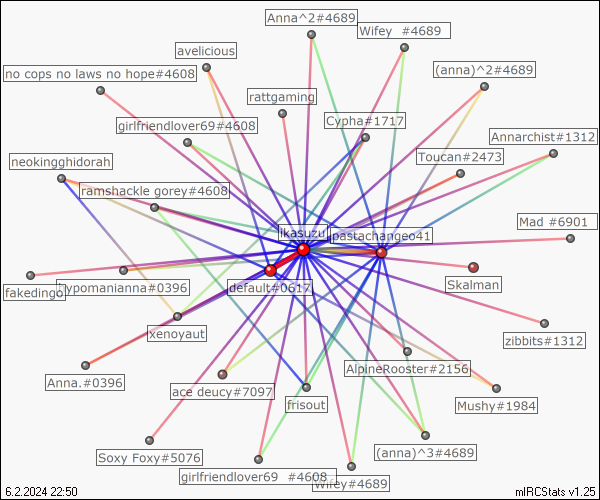 Anna^2#4689
Wifey #4689
avelicious
no cops no laws no hope#4608
(anna)^2#4689
rattgaming
girlfriendlover69#4608
Cypha#1717
Annarchist#1312
neokingghidorah
Toucan#2473
ramshackle gorey#4608
Mad #6901
ikasuzu
pastachangeo41
fakedingo
hypomanianna#0396
default#0617
Skalman
xenoyaut
zibbits#1312
AlpineRooster#2156
Anna.#0396
ace deucy#7097
frisout
Mushy#1984
(anna)^3#4689
Soxy Foxy#5076
girlfriendlover69 #4608
Wifey#4689
6.2.2024 22:50
mIRCStats v1.25